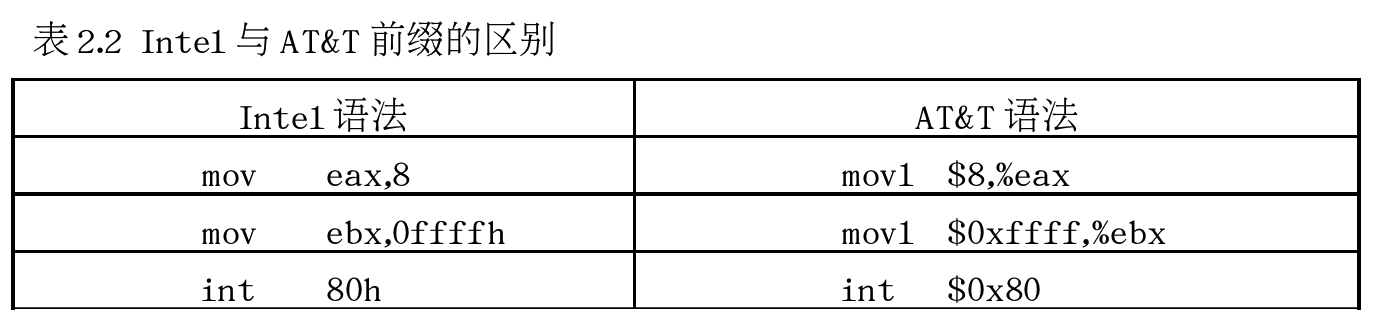 表 2.2 Intel 与 AT&T 前缀的区别
Intel 语法 AT&T 语法
mov eax,8 movl $8,%eax
mov ebx,0ffffh movl $0xffff,%ebx
int 80h int $0x80